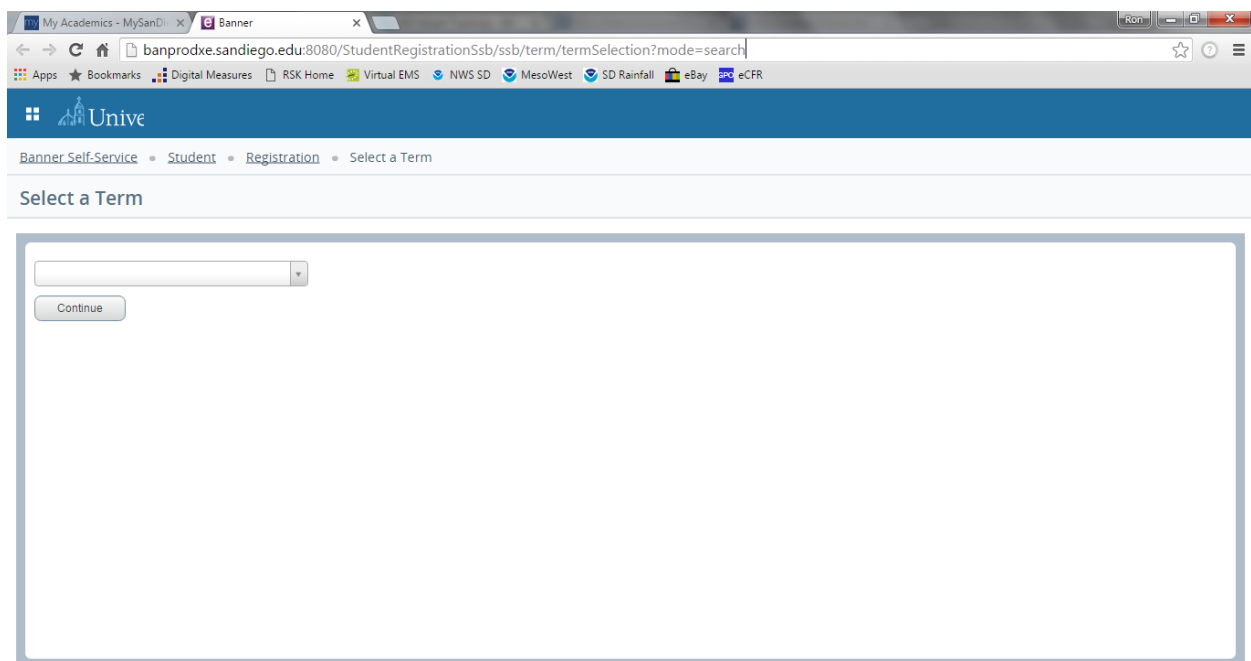 My Academics - MySanDi Banner Ron
banprodxe.sandiego.edu:8080/StudentRegistrationSsb/ssb/term/termSelection?mode=search
Apps Bookmarks Digital Measures RSK Home Virtual EMS NWS SD MesoWest SD Rainfall eBay eCFR
Unive
Banner Self-Service Student Registration Select a Term
Select a Term
Continue